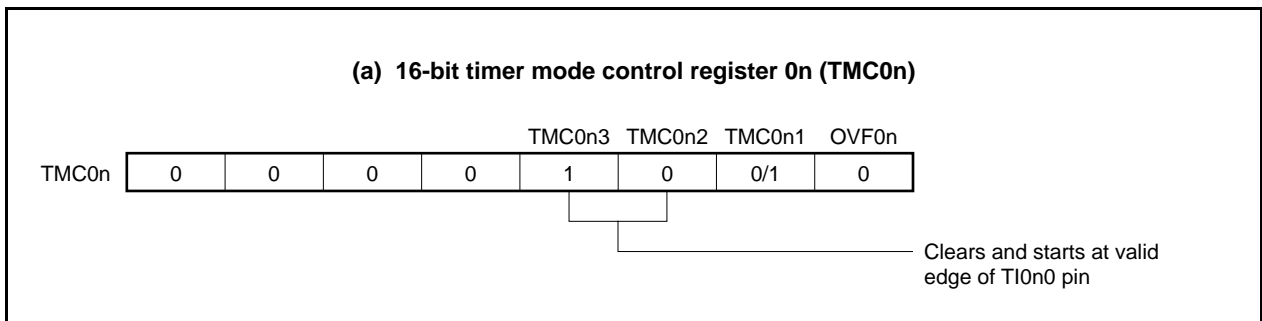 (a) 16-bit timer mode control register 0n (TMC0n)
TMC0n3 TMC0n2 TMC0n1 OVF0n
TMC0n 0 0 0 0 1 0 0/1 0
Clears and starts at valid
edge of TI0n0 pin